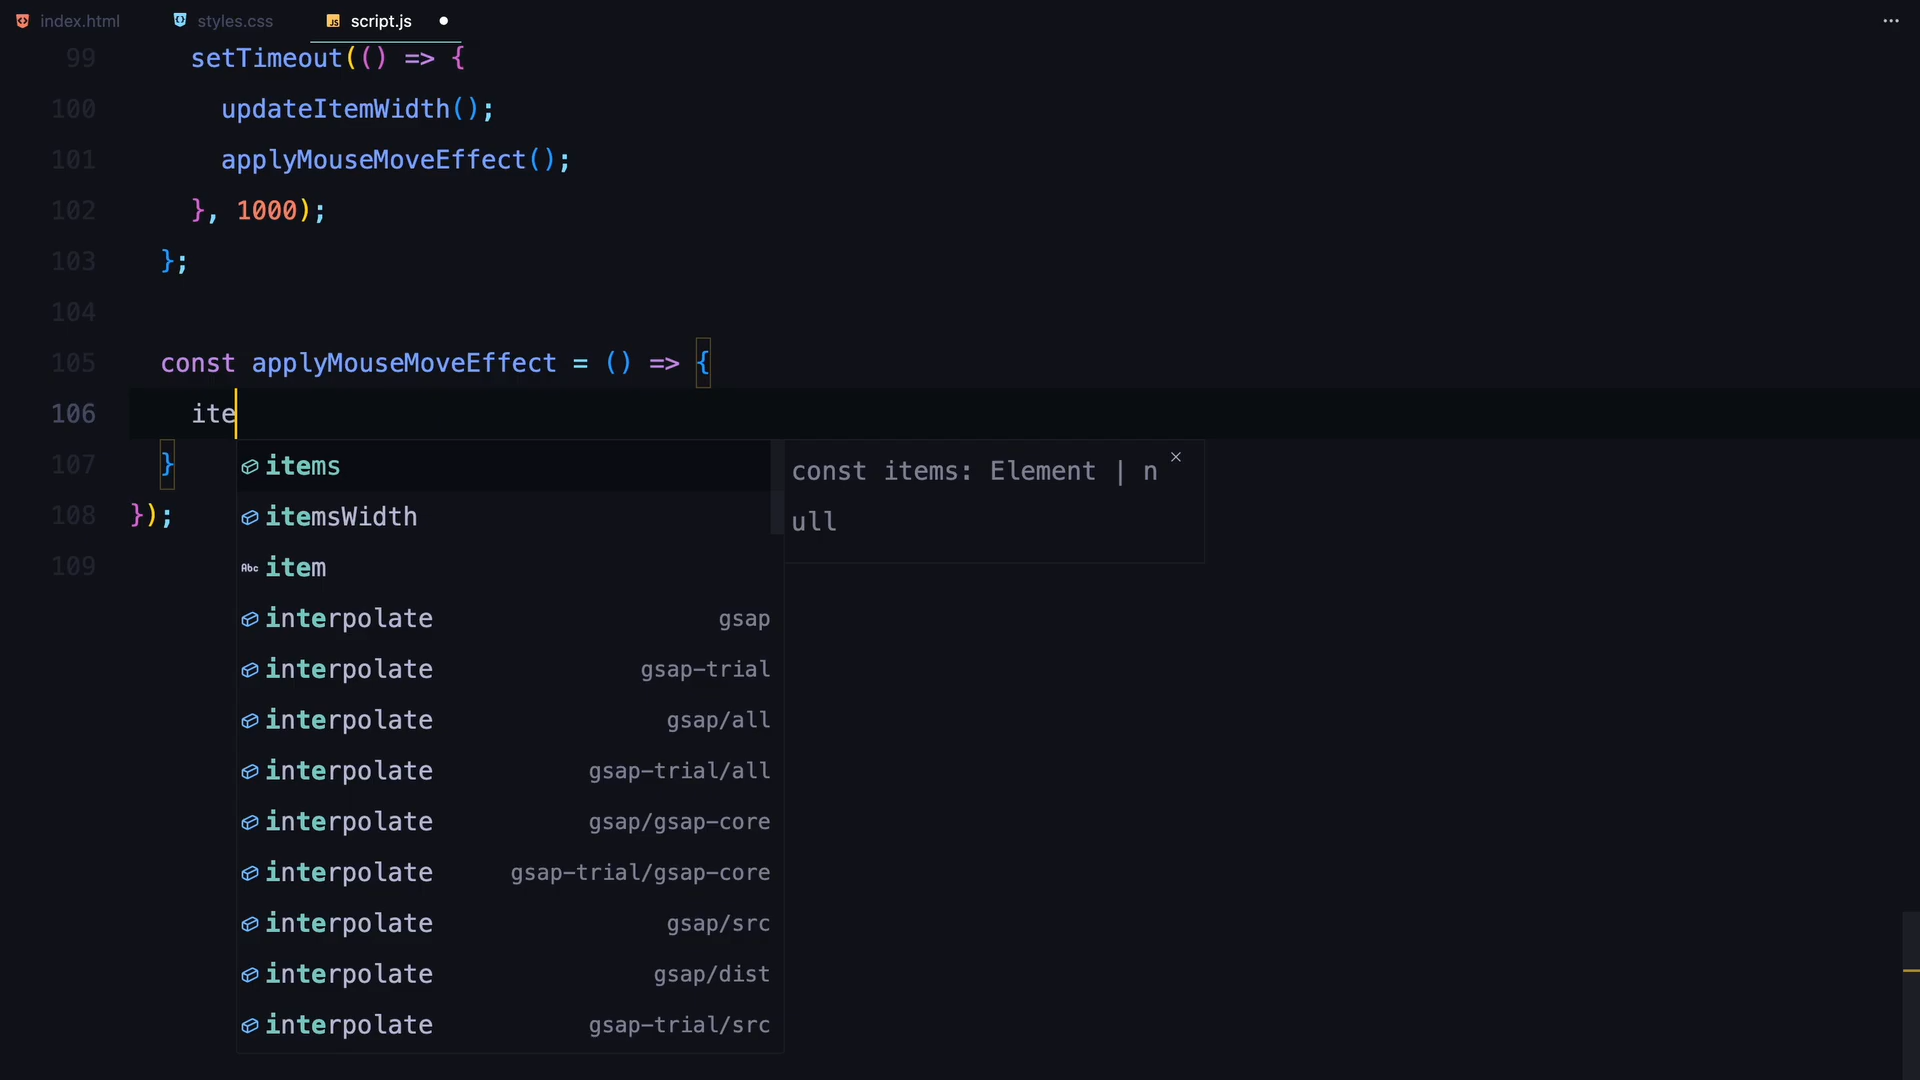 index.html styles.css script.js
99 setTimeout(() => {
100 updateItemWidth();
101 applyMouseMoveEffect();
102 }, 1000);
103 };
104
105 const applyMouseMoveEffect = () => {
106 ite
107 }
108 });
109
items
itemsWidth
Abc item
interpolate gsap
interpolate gsap-trial
interpolate gsap/all
interpolate gsap-trial/all
interpolate gsap/gsap-core
interpolate gsap-trial/gsap-core
interpolate gsap/src
interpolate gsap/dist
interpolate gsap-trial/src
const items: Element | n
ull